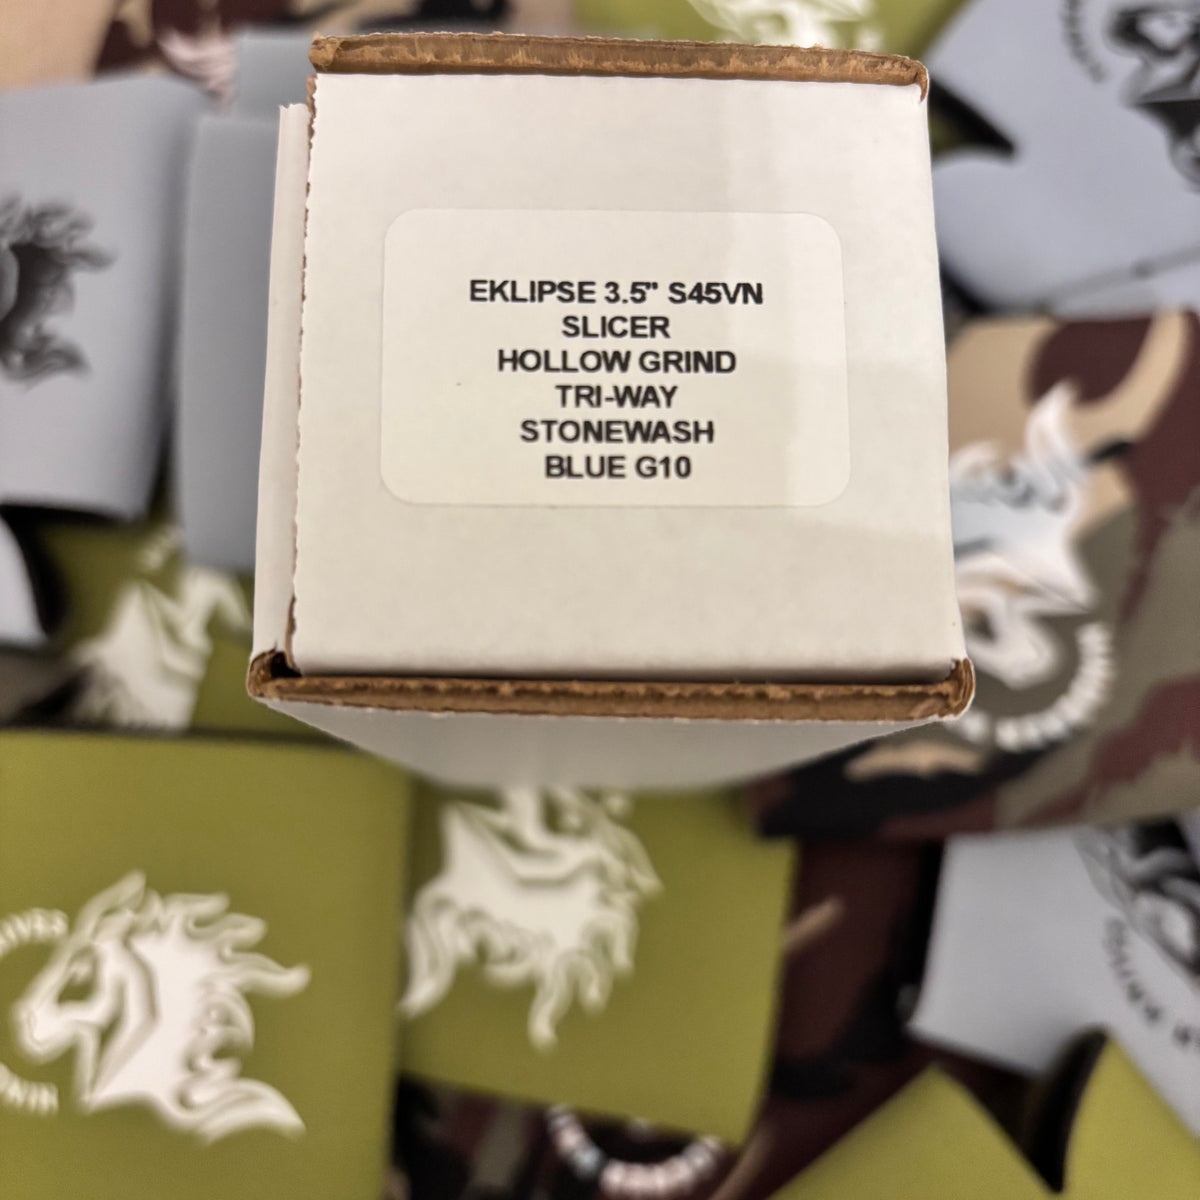 EKLIPSE 3.5" S45VN
SLICER
HOLLOW GRIND
TRI-WAY
STONEWASH
BLUE G10